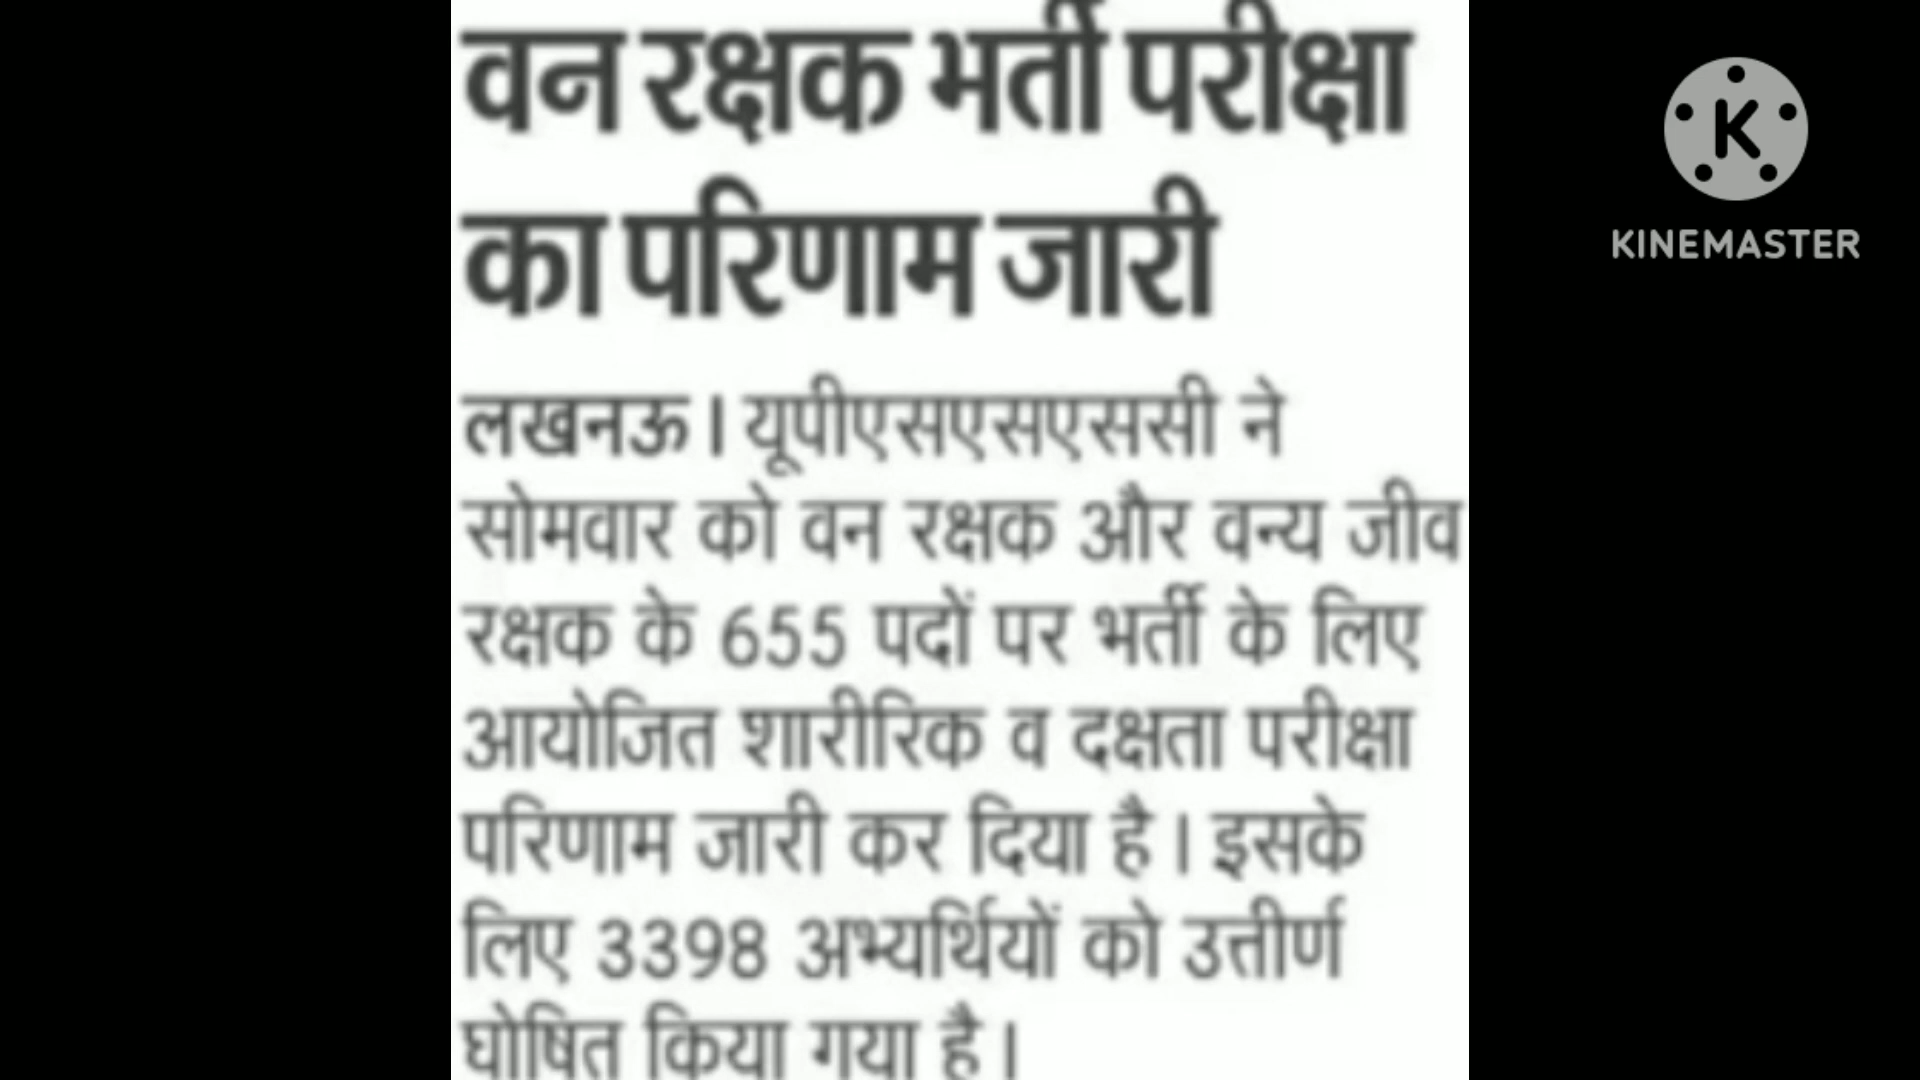 वन रक्षक भर्ती परीक्षा
का परिणाम जारी
लखनऊ। यूपीएसएसएससी ने
सोमवार को वन रक्षक और वन्य जीव
रक्षक के 655 पदों पर भर्ती के लिए
आयोजित शारीरिक व दक्षता परीक्षा
परिणाम जारी कर दिया है। इसके
लिए 3398 अभ्यर्थियों को उत्तीर्ण
घोषित किया गया है।
K
KINEMASTER